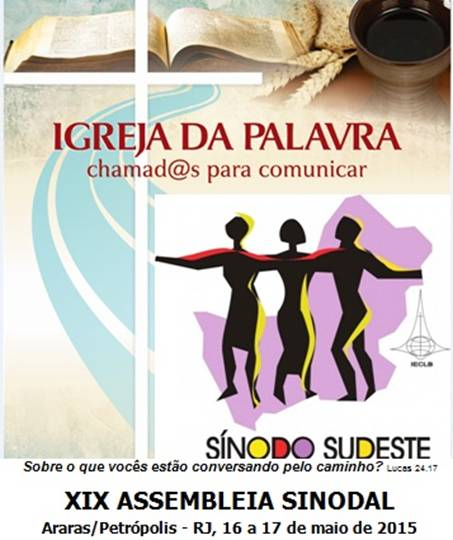 IGREJA DA PALAVRA
chamad@s para comunicar
IECLB
SÍNODO SUDESTE
Sobre o que vocês estão conversando pelo caminho? Lucas 24.17
XIX ASSEMBLEIA SINODAL
Araras/Petrópolis - RJ, 16 a 17 de maio de 2015